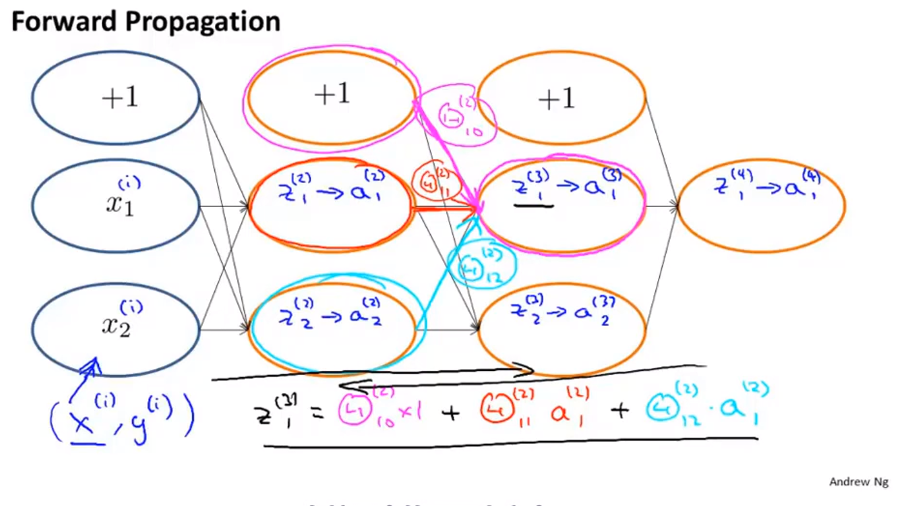 Forward Propagation
+1 +1 +1
Θ₁₀⁽²⁾
x₁⁽ⁱ⁾ z₁⁽²⁾→a₁⁽²⁾ Θ₁₁⁽²⁾ z₁⁽³⁾→a₁⁽³⁾ z₁⁽⁴⁾→a₁⁽⁴⁾
Θ₁₂⁽²⁾
x₂⁽ⁱ⁾ z₂⁽²⁾→a₂⁽²⁾ z₂⁽³⁾→a₂⁽³⁾
(x⁽ⁱ⁾, y⁽ⁱ⁾) z₁⁽³⁾ = Θ₁₀⁽²⁾×1 + Θ₁₁⁽²⁾ a₁⁽²⁾ + Θ₁₂⁽²⁾·a₁⁽²⁾
Andrew Ng